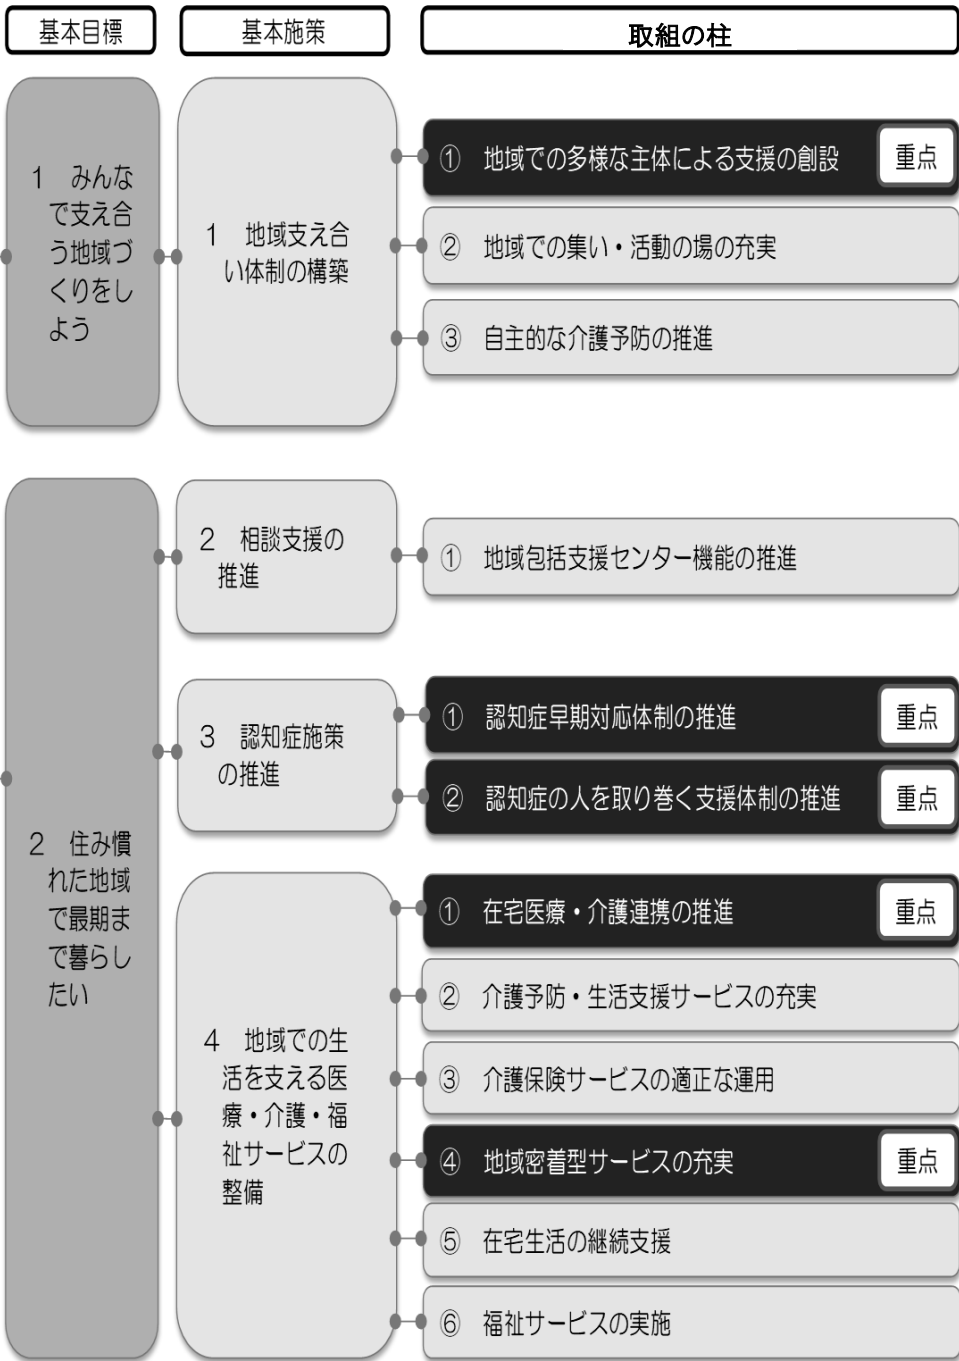 基本目標
基本施策
取組の柱
1　みんな
で支え合
う地域づ
くりをし
よう
1　地域支え合
い体制の構築
①　地域での多様な主体による支援の創設　重点
②　地域での集い・活動の場の充実
③　自主的な介護予防の推進
2　住み慣
れた地域
で最期ま
で暮らし
たい
2　相談支援の
推進
①　地域包括支援センター機能の推進
3　認知症施策
の推進
①　認知症早期対応体制の推進　重点
②　認知症の人を取り巻く支援体制の推進　重点
4　地域での生
活を支える医
療・介護・福
祉サービスの
整備
①　在宅医療・介護連携の推進　重点
②　介護予防・生活支援サービスの充実
③　介護保険サービスの適正な運用
④　地域密着型サービスの充実　重点
⑤　在宅生活の継続支援
⑥　福祉サービスの実施